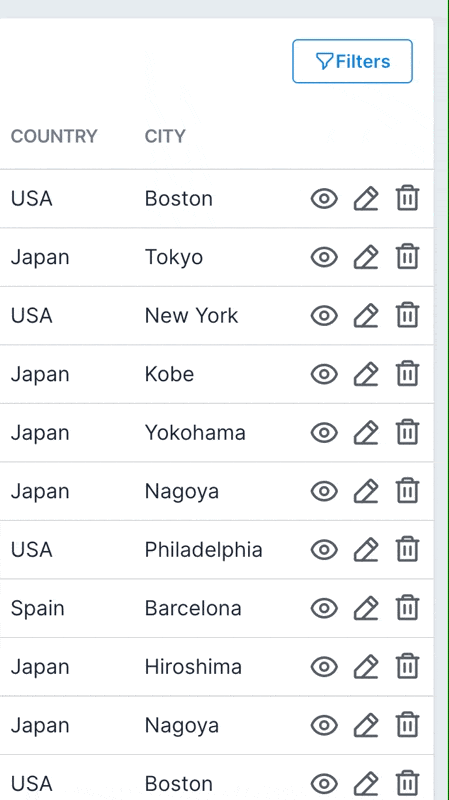 Filters
COUNTRY CITY
USA Boston
Japan Tokyo
USA New York
Japan Kobe
Japan Yokohama
Japan Nagoya
USA Philadelphia
Spain Barcelona
Japan Hiroshima
Japan Nagoya
USA Boston